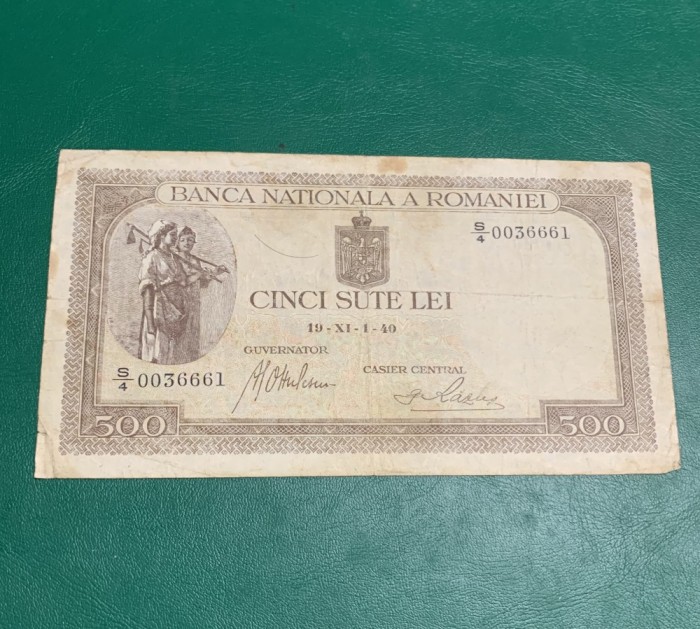 BANCA NATIONALA A ROMANIEI
S/4 0036661
CINCI SUTE LEI
19-XI-1-40
GUVERNATOR
CASIER CENTRAL
S/4 0036661
500
500